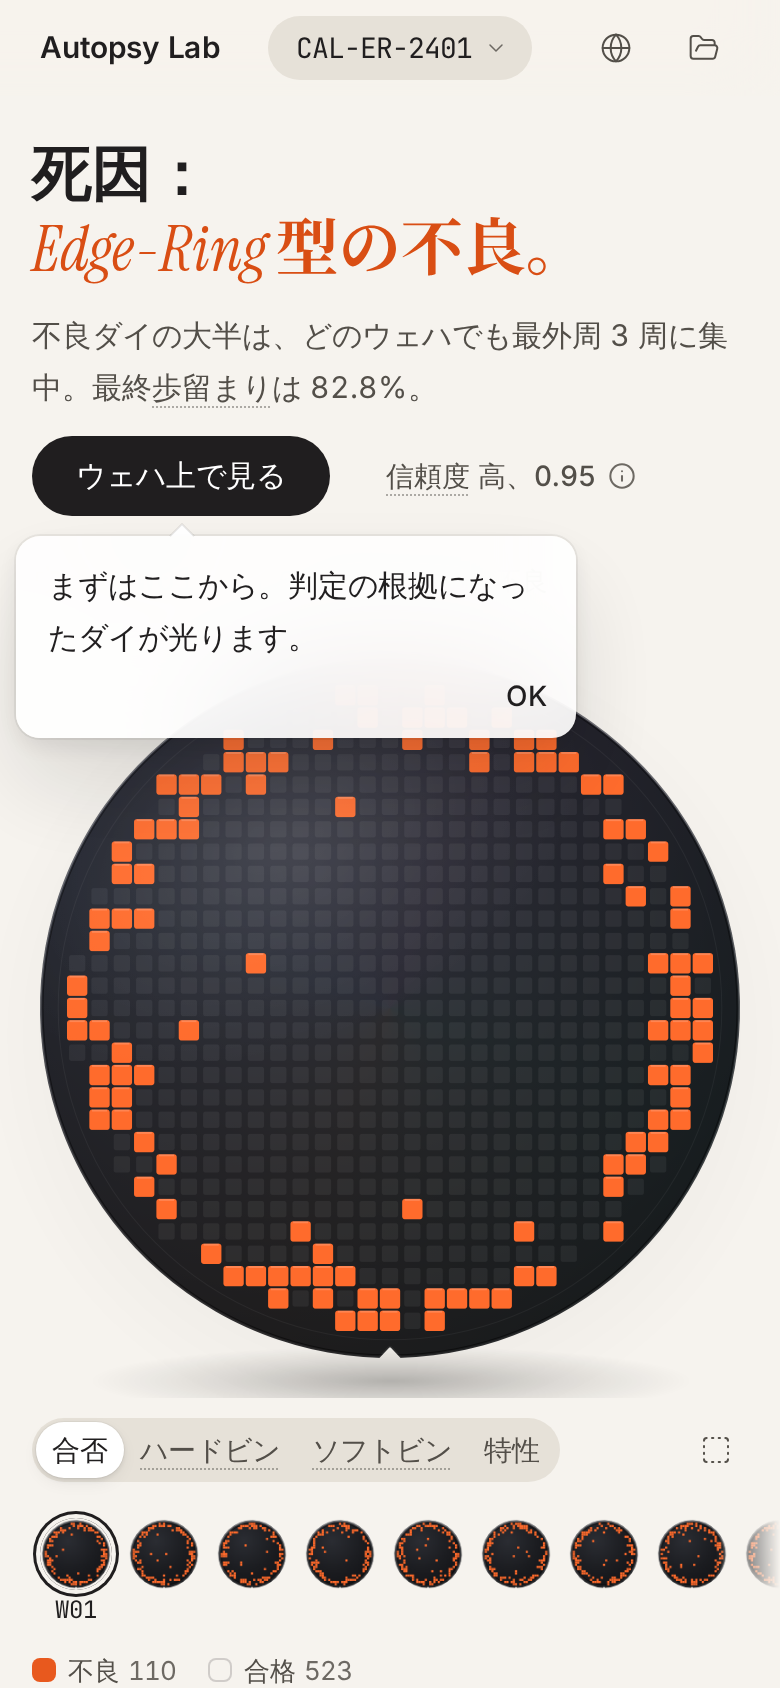 Autopsy Lab
CAL-ER-2401
死因：
Edge-Ring 型の不良。
不良ダイの大半は、どのウェハでも最外周 3 周に集
中。最終歩留まりは 82.8%。
ウェハ上で見る
信頼度 高、0.95
まずはここから。判定の根拠になっ
たダイが光ります。
OK
合否 ハードビン ソフトビン 特性
W01
不良 110 合格 523